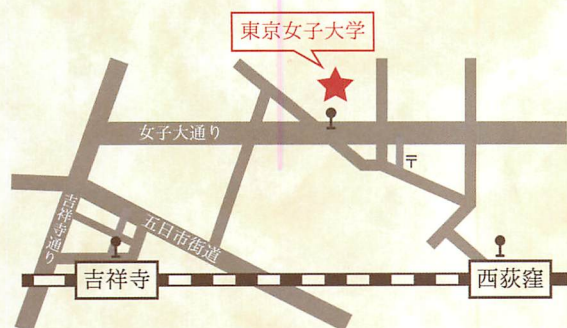 東京女子大学
女子大通り
〒
吉祥寺通り
五日市街道
吉祥寺
西荻窪